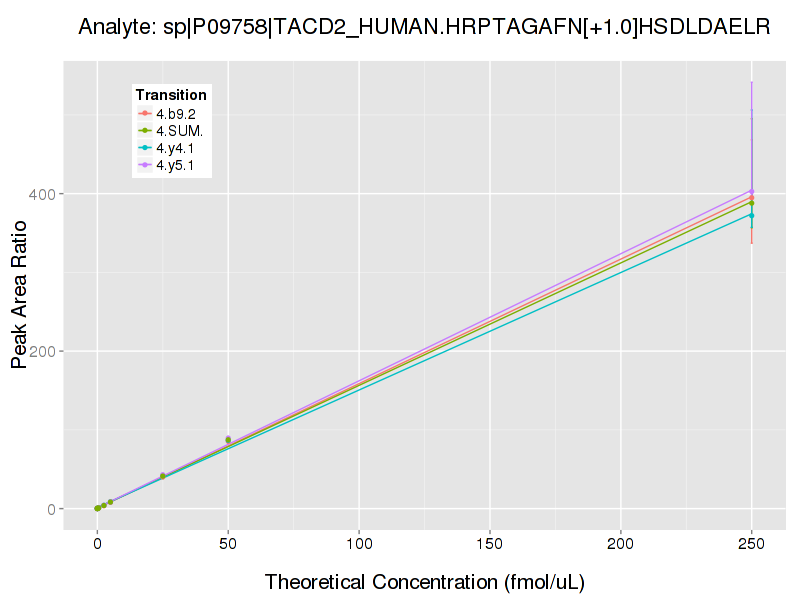 Analyte: sp|P09758|TACD2_HUMAN.HRPTAGAFN[+1.0]HSDLDAELR
Transition
4.b9.2
4.SUM.
4.y4.1
4.y5.1
Peak Area Ratio
400
200
0
0 50 100 150 200 250
Theoretical Concentration (fmol/uL)